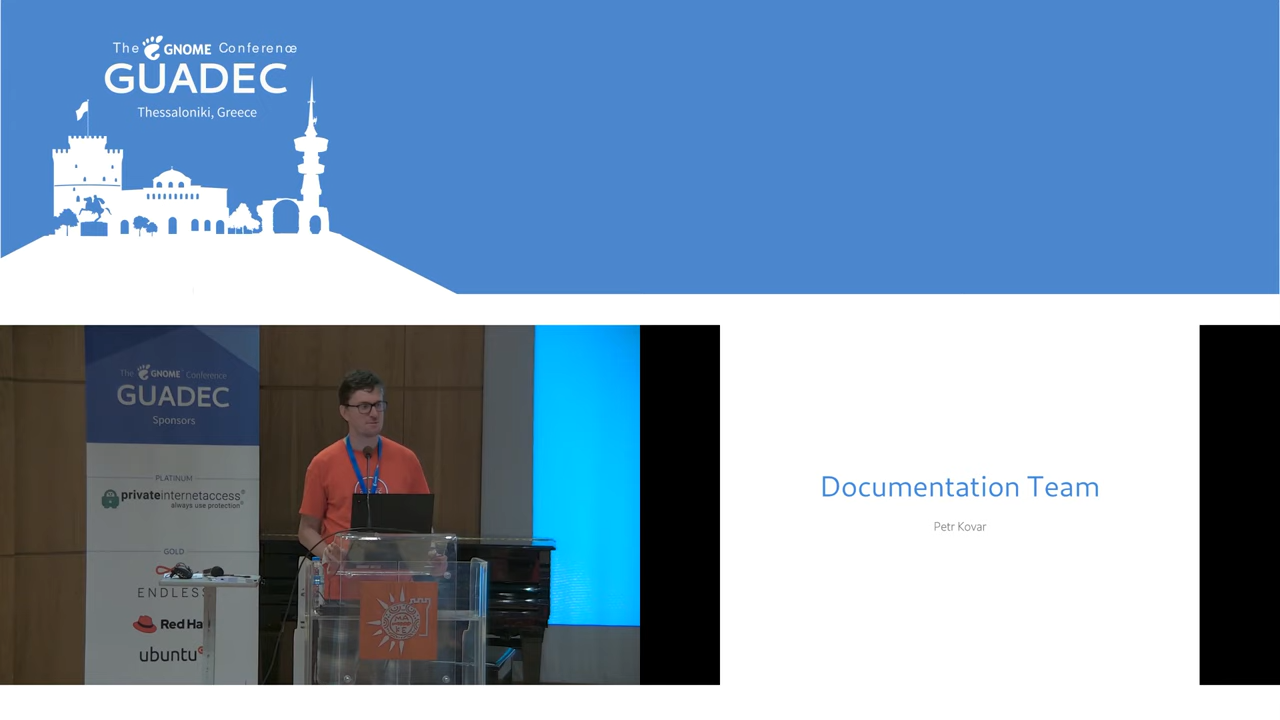 The GNOME Conference
GUADEC
Thessaloniki, Greece
The GNOME Conference
GUADEC
Sponsors
PLATINUM
privateinternetaccess®
always use protection®
GOLD
ENDLESS
Red Ha
ubuntu
Documentation Team
Petr Kovar